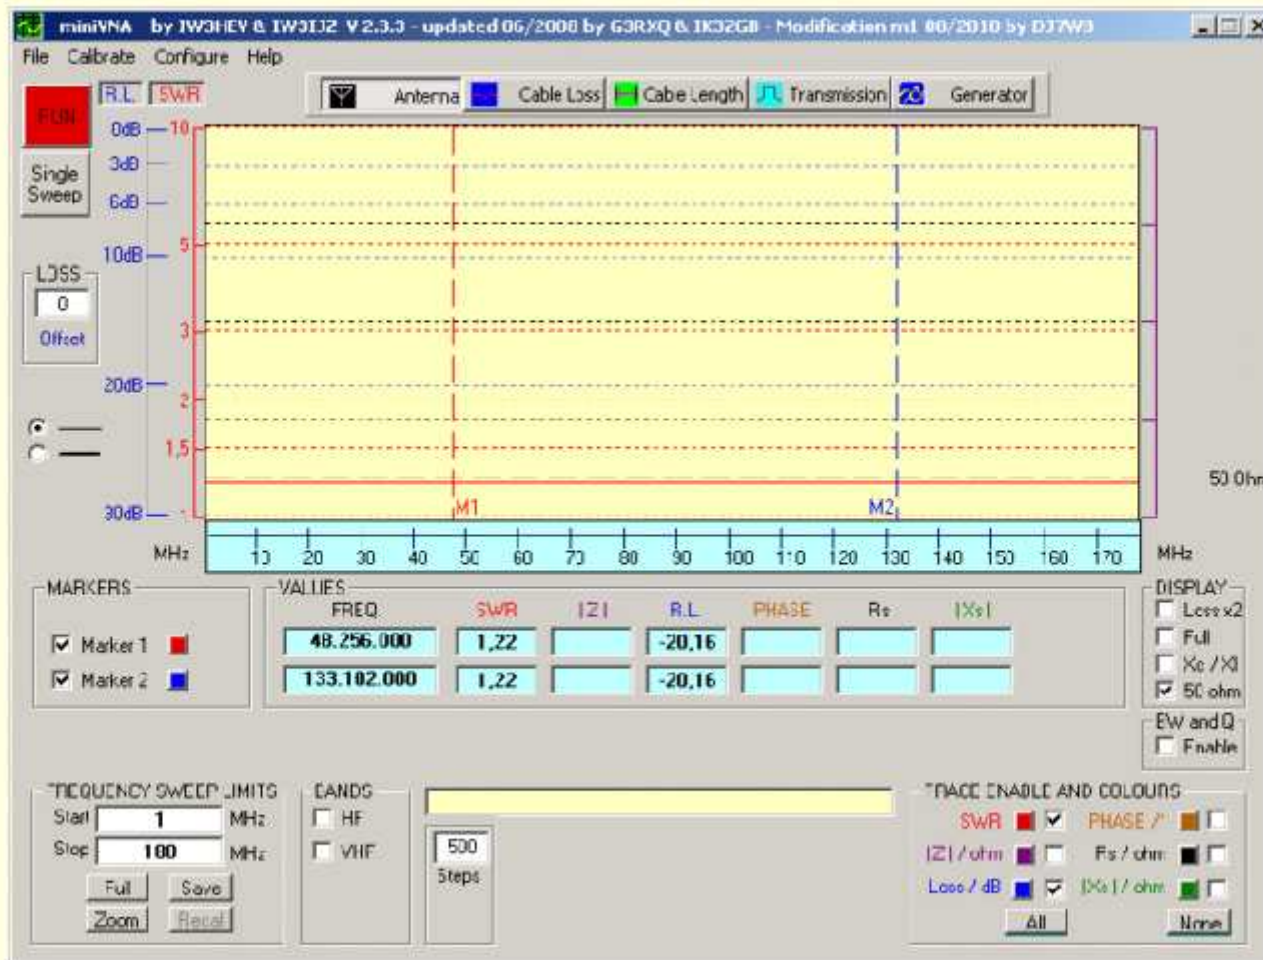 miniVNA by IW3HEV & IW3IJZ V 2.3.3 - updated 06/2008 by G3RXQ & IK3ZGB - Modification m1 08/2010 by DJ7W3
File Calibrate Configure Help
R.L. SWR
Antenna Cable Loss Cable Length Transmission Generator
RUN
Single
Sweep
0dB 10
3dB
6dB
5
10dB
LOSS
0
Offset
3
20dB
2
1,5
50 Ohm
M1 M2
30dB 1
MHz 10 20 30 40 50 60 70 80 90 100 110 120 130 140 150 160 170 MHz
MARKERS
Marker 1
Marker 2
VALUES
FREQ SWR |Z| R.L PHASE Rs |Xs|
48.256.000 1,22 -20,16
133.102.000 1,22 -20,16
DISPLAY
Loss x2
Full
Xc / Xl
50 ohm
BW and Q
Enable
FREQUENCY SWEEP LIMITS
Start 1 MHz
Stop 180 MHz
Full Save
Zoom Recal
BANDS
HF
VHF
500
Steps
TRACE ENABLE AND COLOURS
SWR PHASE /°
|Z| / ohm Rs / ohm
Loss / dB |Xs| / ohm
All None